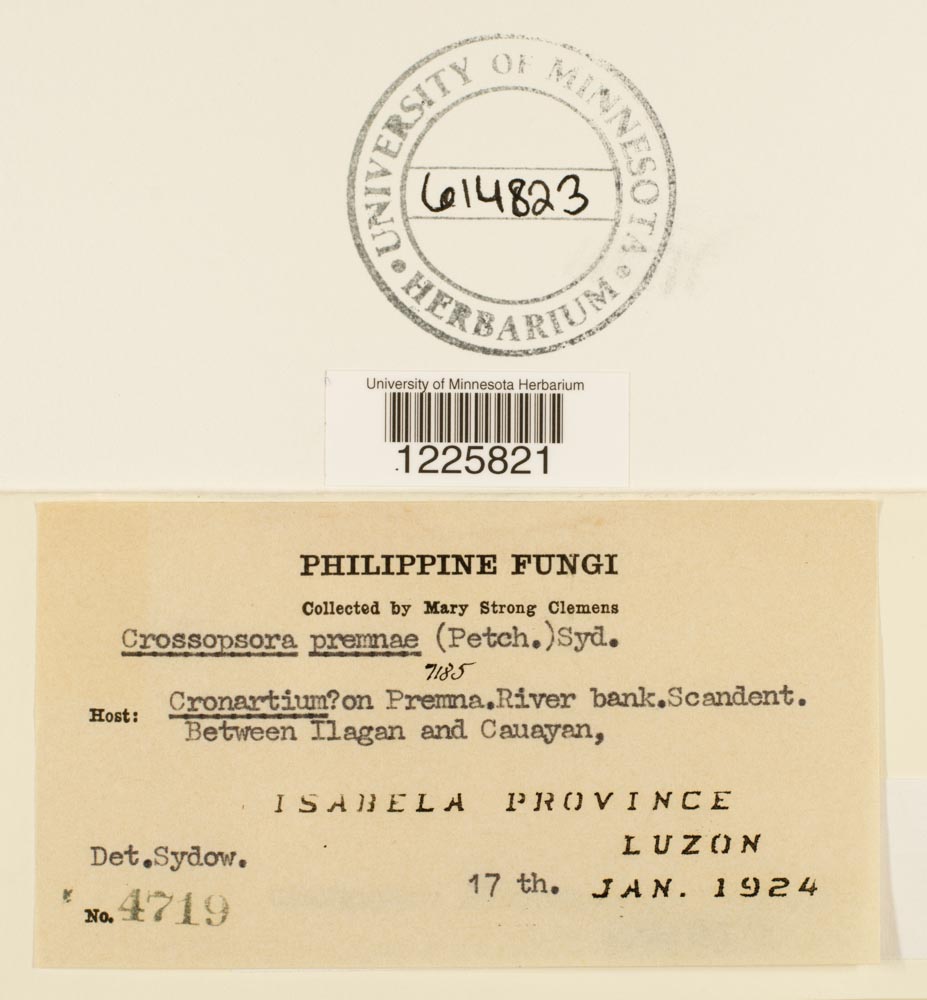 UNIVERSITY OF MINNESOTA
614823
• HERBARIUM •
University of Minnesota Herbarium
1225821
PHILIPPINE FUNGI
Collected by Mary Strong Clemens
Crossopsora premnae (Petch.)Syd.
7185
Host: Cronartium?on Premna.River bank.Scandent.
Between Ilagan and Cauayan,
ISABELA PROVINCE
LUZON
Det.Sydow.
17 th. JAN. 1924
No. 4719